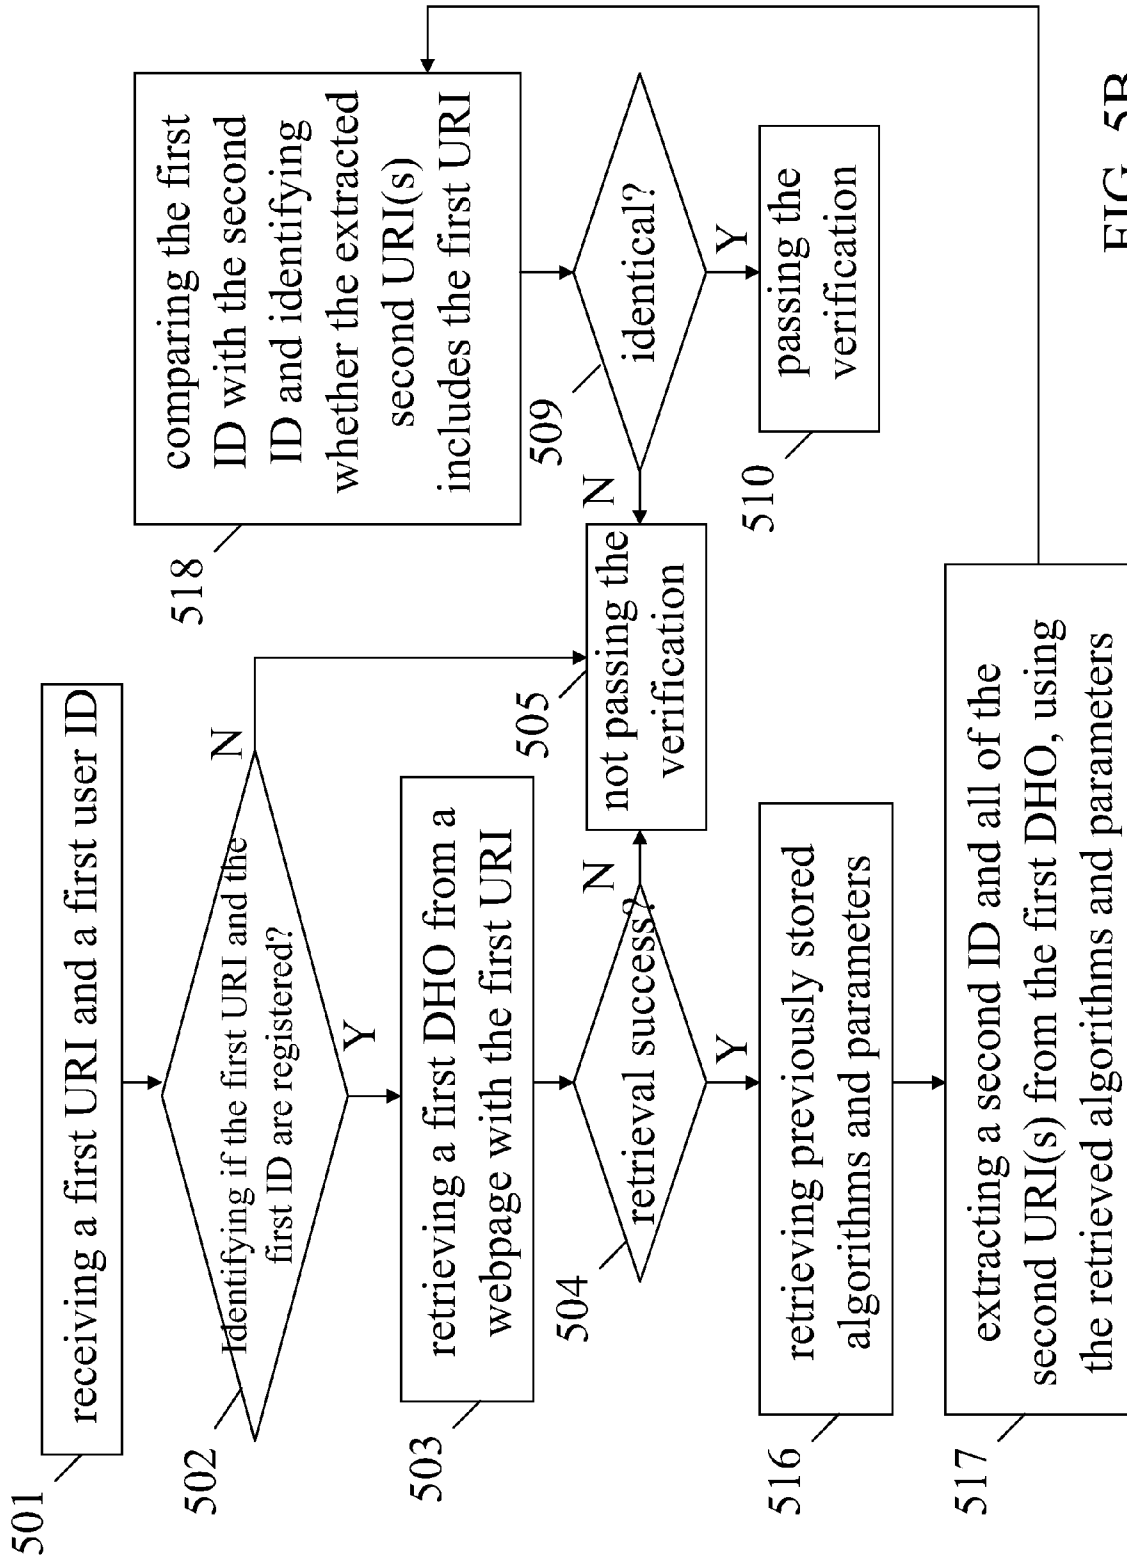 501
receiving a first URI and a first user ID
502
Identifying if the first URI and the
first ID are registered?
N
Y
503
retrieving a first DHO from a
webpage with the first URI
504
retrieval success?
N
Y
505
not passing the
verification
516
retrieving previously stored
algorithms and parameters
517
extracting a second ID and all of the
second URI(s) from the first DHO, using
the retrieved algorithms and parameters
518
comparing the first
ID with the second
ID and identifying
whether the extracted
second URI(s)
includes the first URI
509
identical?
N
Y
510
passing the
verification
FIG. 5B